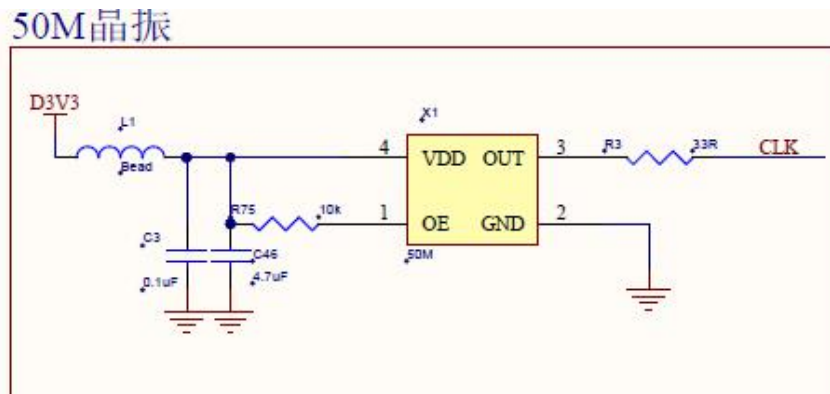 50M晶振
D3V3
L1
Bead
X1
4
VDD
OUT
3
R3
33R
CLK
R75
10k
1
OE
GND
2
50M
C3
0.1uF
C46
4.7uF